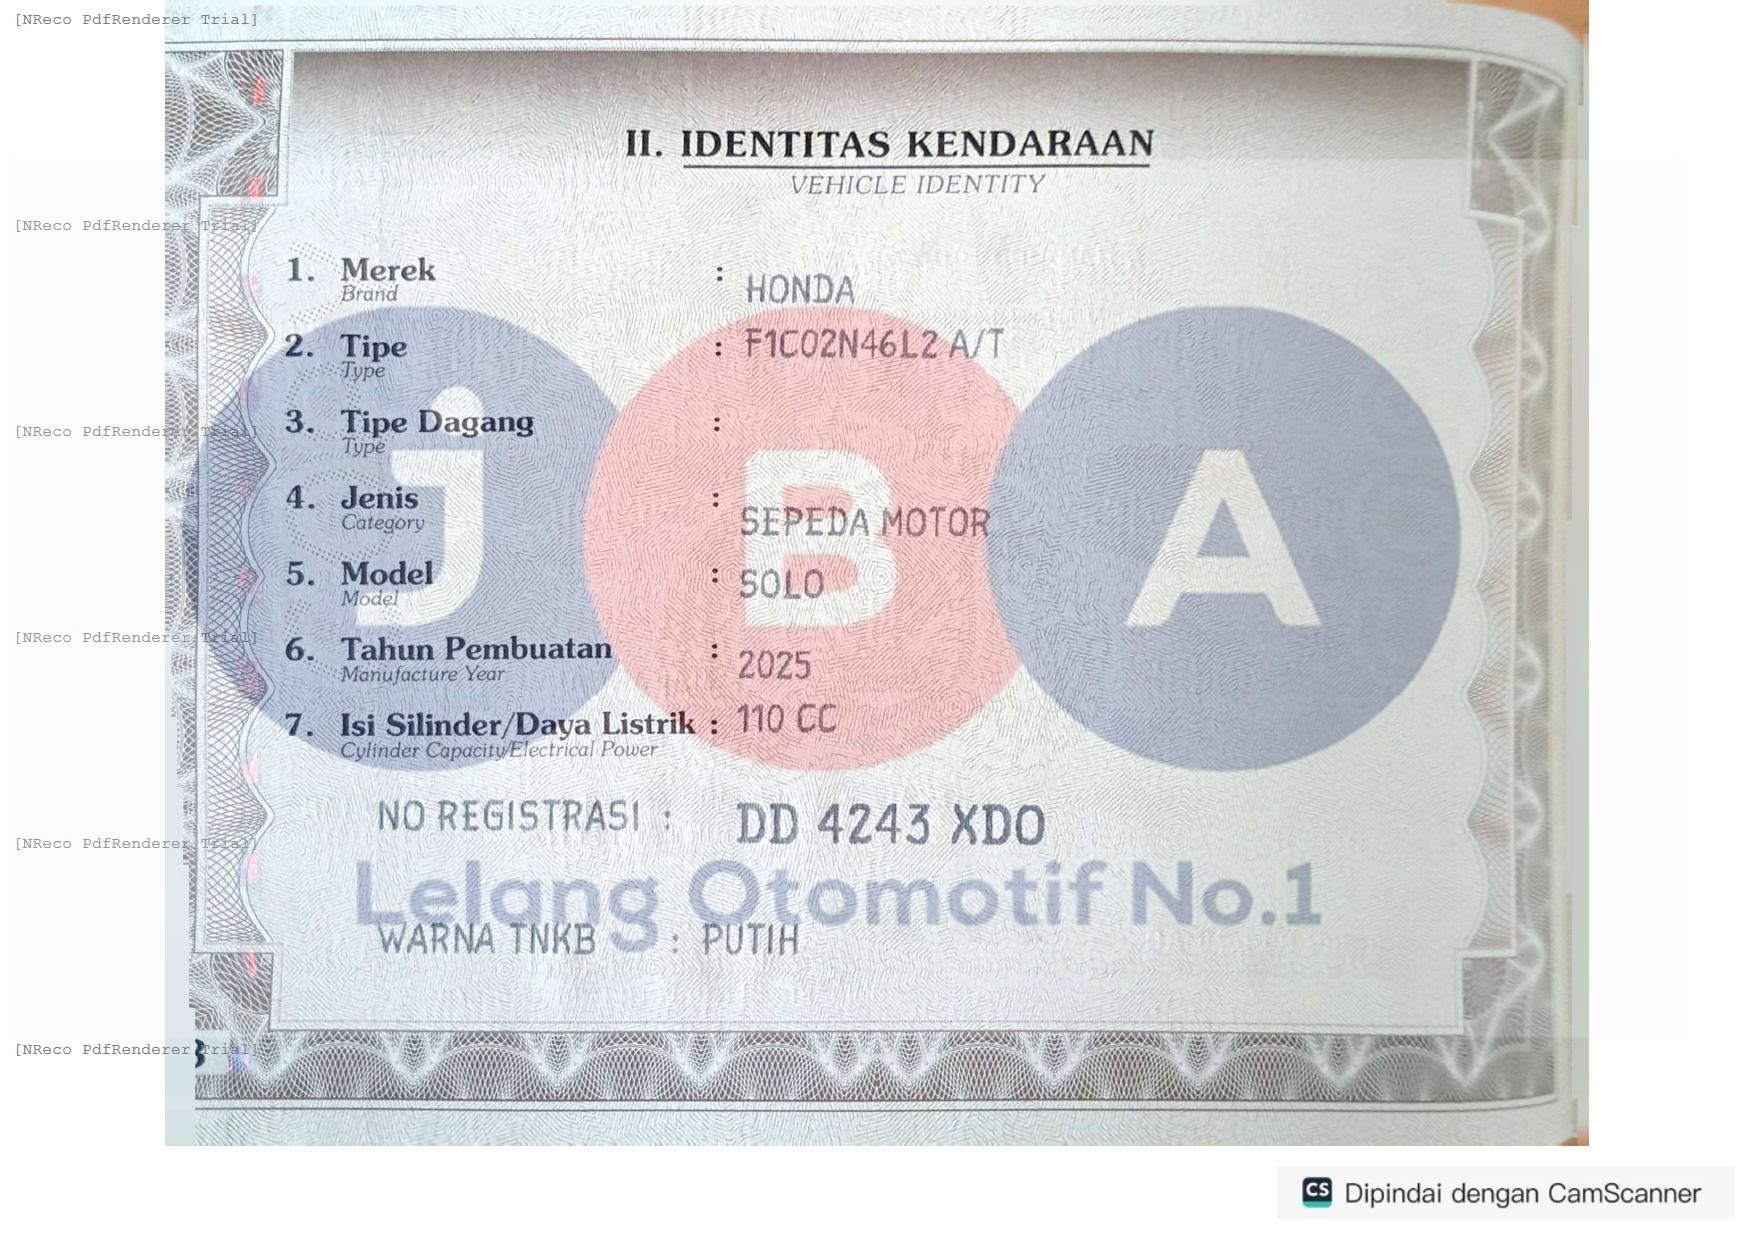 [NReco PdfRenderer Trial]
II. IDENTITAS KENDARAAN
VEHICLE IDENTITY
[NReco PdfRenderer Trial]
1. Merek : HONDA
Brand
2. Tipe : F1C02N46L2 A/T
Type
3. Tipe Dagang :
Type
[NReco PdfRenderer Trial]
4. Jenis : SEPEDA MOTOR
Category
JBA
5. Model : SOLO
Model
[NReco PdfRenderer Trial]
6. Tahun Pembuatan : 2025
Manufacture Year
7. Isi Silinder/Daya Listrik : 110 CC
Cylinder Capacity/Electrical Power
NO REGISTRASI : DD 4243 XDO
[NReco PdfRenderer Trial]
Lelang Otomotif No.1
WARNA TNKB : PUTIH
[NReco PdfRenderer Trial]
CS Dipindai dengan CamScanner